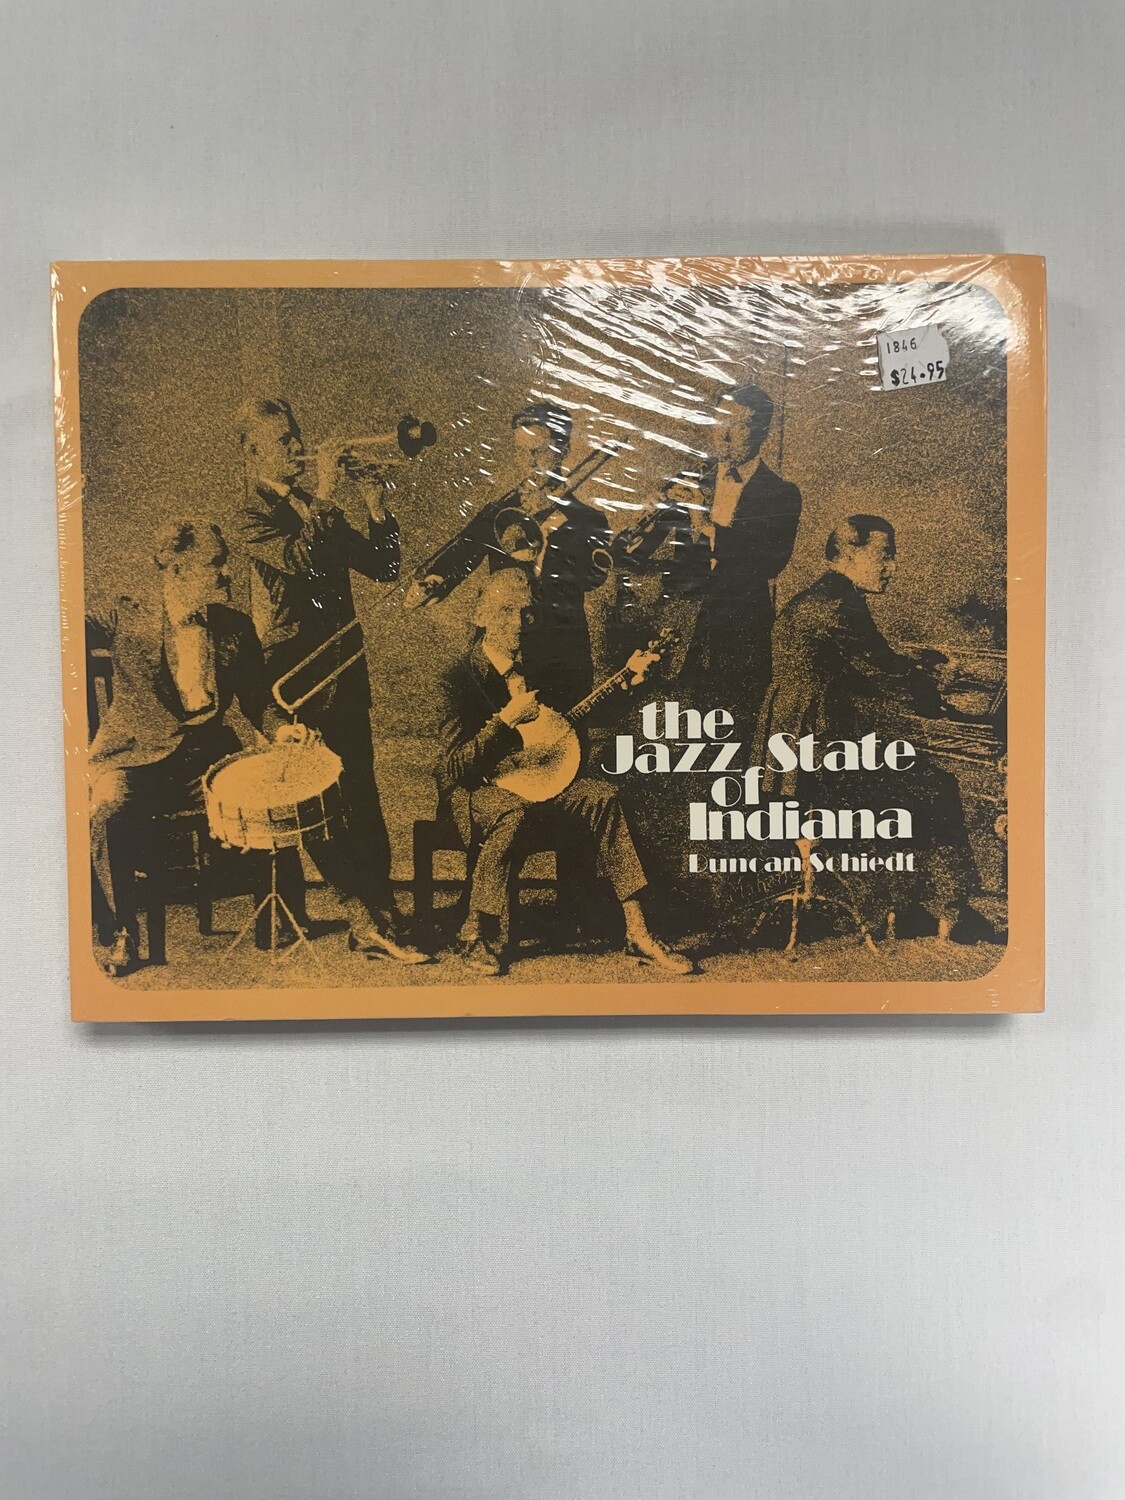 1846
$24.95
the
Jazz State
of
Indiana
Duncan Schiedt